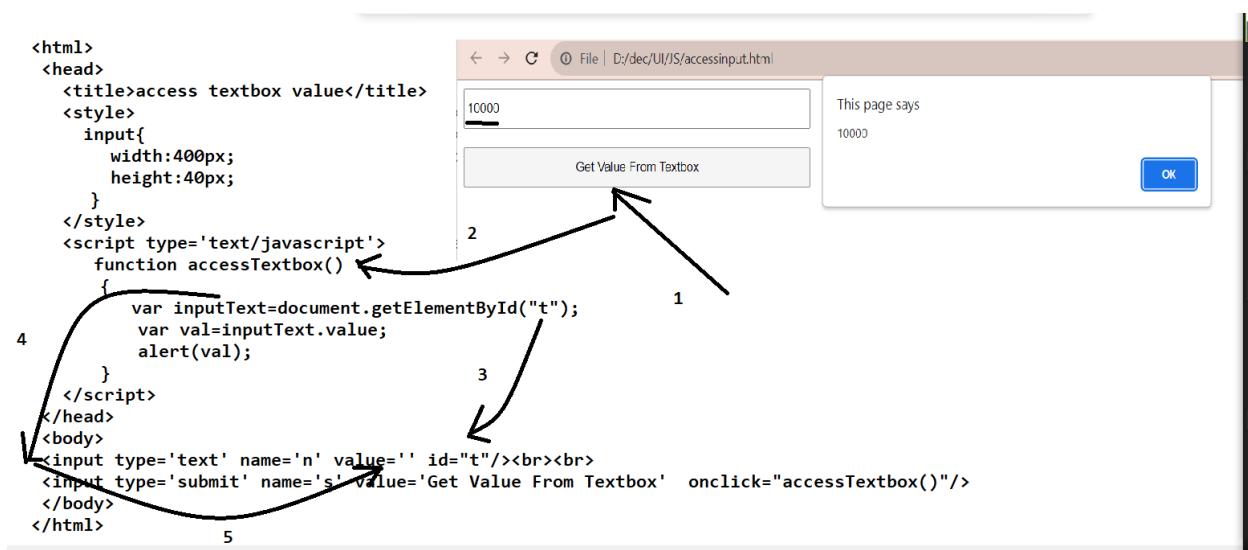 <html>
<head>
<title>access textbox value</title>
<style>
input{
width:400px;
height:40px;
}
</style>
<script type='text/javascript'>
function accessTextbox()
{
var inputText=document.getElementById("t");
var val=inputText.value;
alert(val);
}
</script>
</head>
<body>
<input type='text' name='n' value='' id="t"/><br><br>
<input type='submit' name='s' value='Get Value From Textbox' onclick="accessTextbox()"/>
</body>
</html>
File | D:/dec/UI/JS/accessinput.html
10000
Get Value From Textbox
This page says
10000
OK
2
1
4
3
5